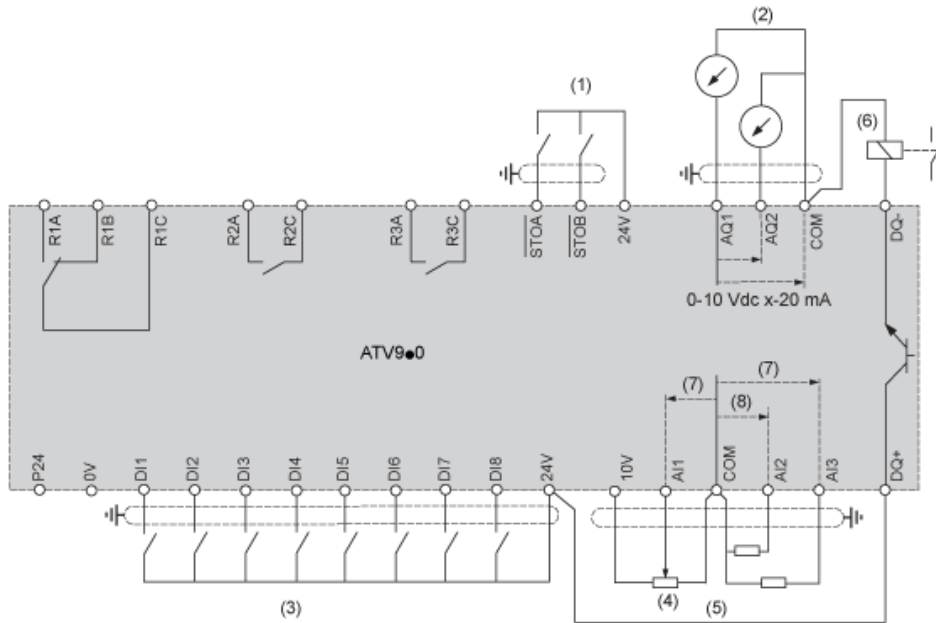 (2)
(1)
(6)
R1A
R1B
R1C
R2A
R2C
R3A
R3C
STOA
STOB
24V
AQ1
AQ2
COM
DQ-
0-10 Vdc x-20 mA
ATV9●0
(7)
(7)
(8)
P24
0V
DI1
DI2
DI3
DI4
DI5
DI6
DI7
DI8
24V
10V
AI1
COM
AI2
AI3
DQ+
(3)
(4)
(5)